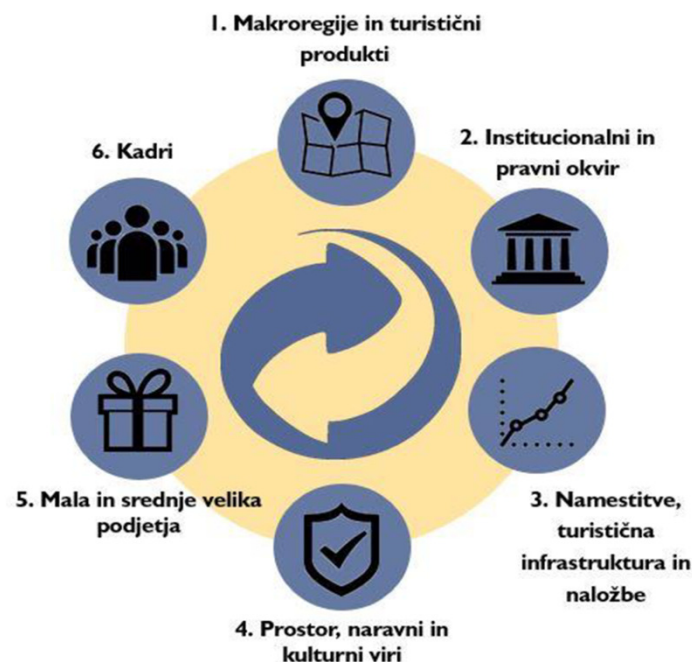 1. Makroregije in turistični
produkti
2. Institucionalni in
pravni okvir
3. Namestitve,
turistična
infrastruktura in
naložbe
4. Prostor, naravni in
kulturni viri
5. Mala in srednje velika
podjetja
6. Kadri